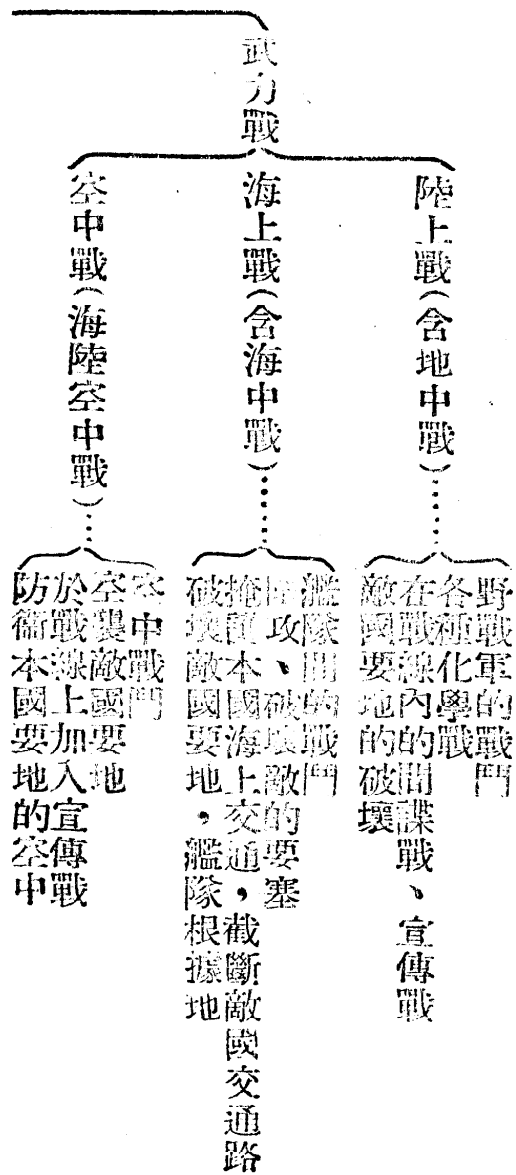 武力戰
陸上戰(含地中戰)……
野戰軍的戰鬥
各種化學戰
在戰線內的間諜戰、宣傳戰
敵國要地的破壞
海上戰(含海中戰)……
艦隊間的戰鬥
攻、破壞敵的要塞
掩護本國海上交通,截斷敵國交通路
破壞敵國要地,艦隊根據地
空中戰(海陸空中戰)……
空中戰鬥
空襲敵國要地
於戰線上加入宣傳戰
防衞本國要地的空中